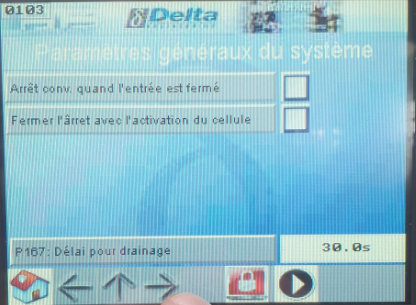 0103
Delta
Paramètres généraux du système
Arrêt conv. quand l'entrée est fermé
Fermer l'ârret avec l'activation du cellule
P167: Délai pour drainage
30.0s